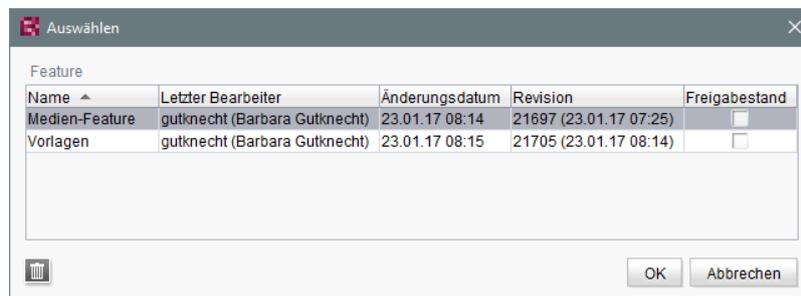 Auswählen
Feature
Name Letzter Bearbeiter Änderungsdatum Revision Freigabestand
Medien-Feature gutknecht (Barbara Gutknecht) 23.01.17 08:14 21697 (23.01.17 07:25)
Vorlagen gutknecht (Barbara Gutknecht) 23.01.17 08:15 21705 (23.01.17 08:14)
OK Abbrechen